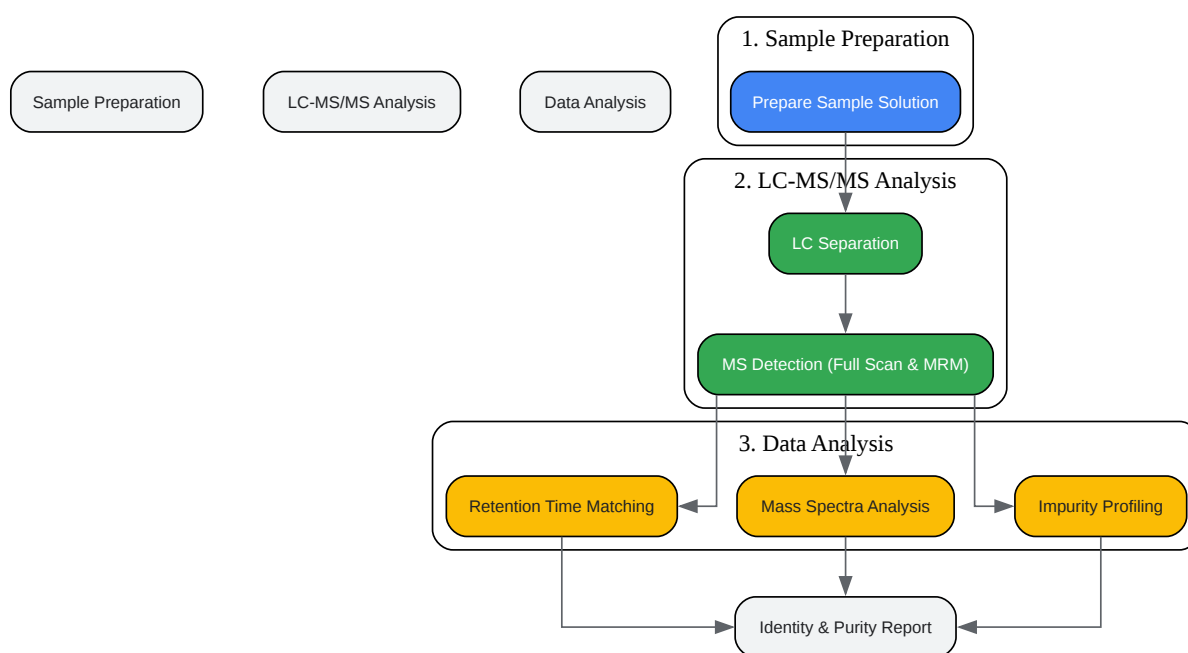 1. Sample Preparation
Sample Preparation
LC-MS/MS Analysis
Data Analysis
Prepare Sample Solution
2. LC-MS/MS Analysis
LC Separation
MS Detection (Full Scan & MRM)
3. Data Analysis
Retention Time Matching
Mass Spectra Analysis
Impurity Profiling
Identity & Purity Report